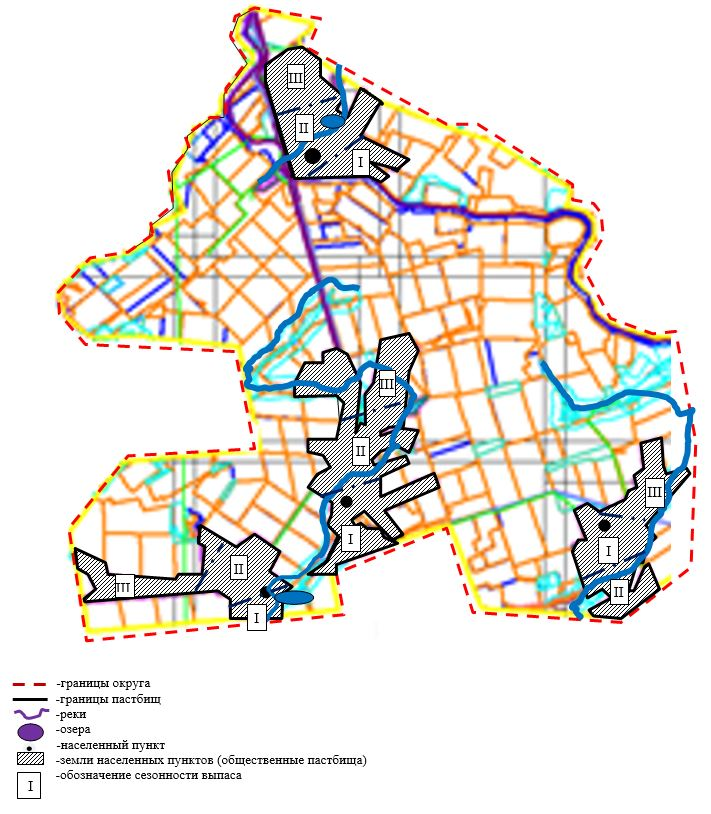 III
II
I
III
II
I
III
III
II
I
I
II
III
-границы округа
-границы пастбищ
-реки
-озера
-населенный пункт
-земли населенных пунктов (общественные пастбища)
-обозначение сезонности выпаса
I